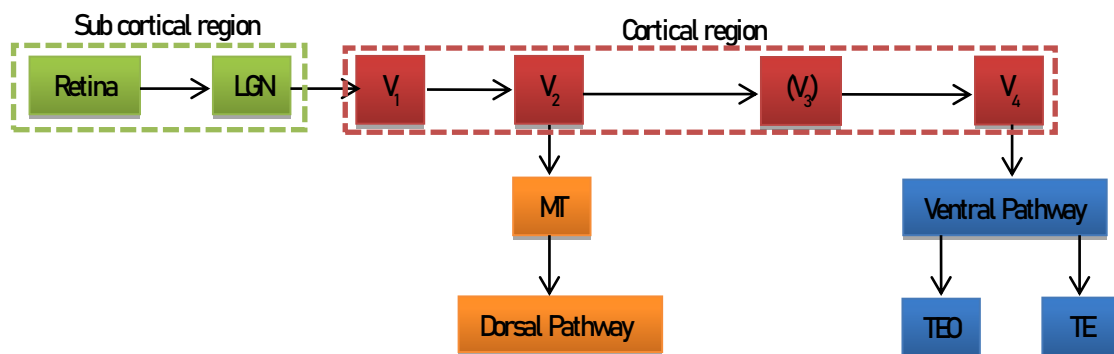 Sub cortical region
Cortical region
Retina
LGN
V₁
V₂
(V₃)
V₄
MT
Ventral Pathway
Dorsal Pathway
TEO
TE